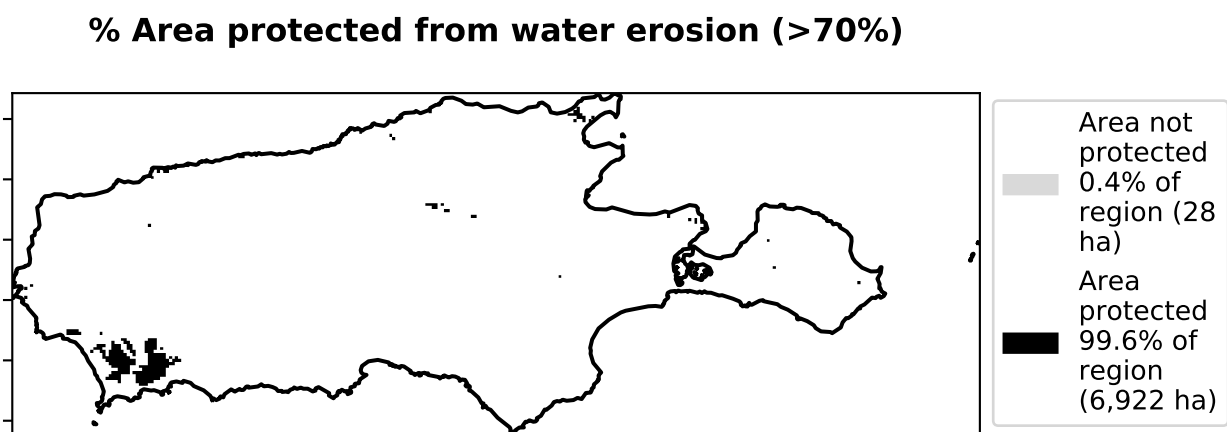 % Area protected from water erosion (>70%)
Area not
protected
0.4% of
region (28
ha)
Area
protected
99.6% of
region
(6,922 ha)